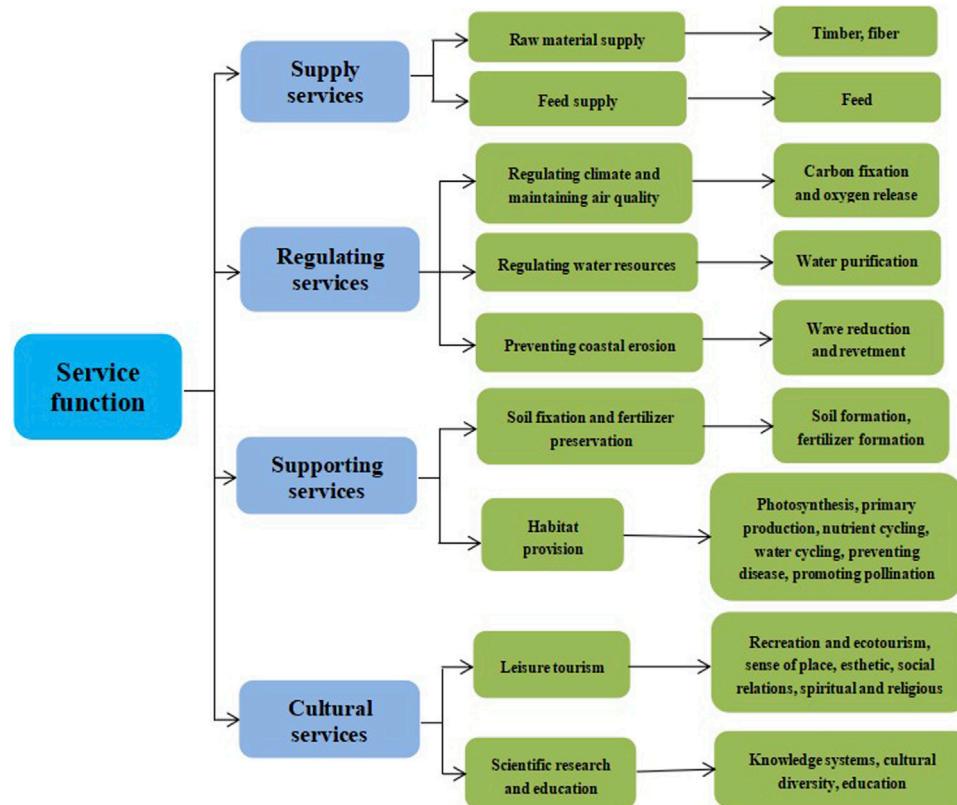 Service
function
Supply
services
Raw material supply
Timber, fiber
Feed supply
Feed
Regulating
services
Regulating climate and
maintaining air quality
Carbon fixation
and oxygen release
Regulating water resources
Water purification
Preventing coastal erosion
Wave reduction
and revetment
Supporting
services
Soil fixation and fertilizer
preservation
Soil formation,
fertilizer formation
Habitat
provision
Photosynthesis, primary
production, nutrient cycling,
water cycling, preventing
disease, promoting pollination
Cultural
services
Leisure tourism
Recreation and ecotourism,
sense of place, esthetic, social
relations, spiritual and religious
Scientific research
and education
Knowledge systems, cultural
diversity, education